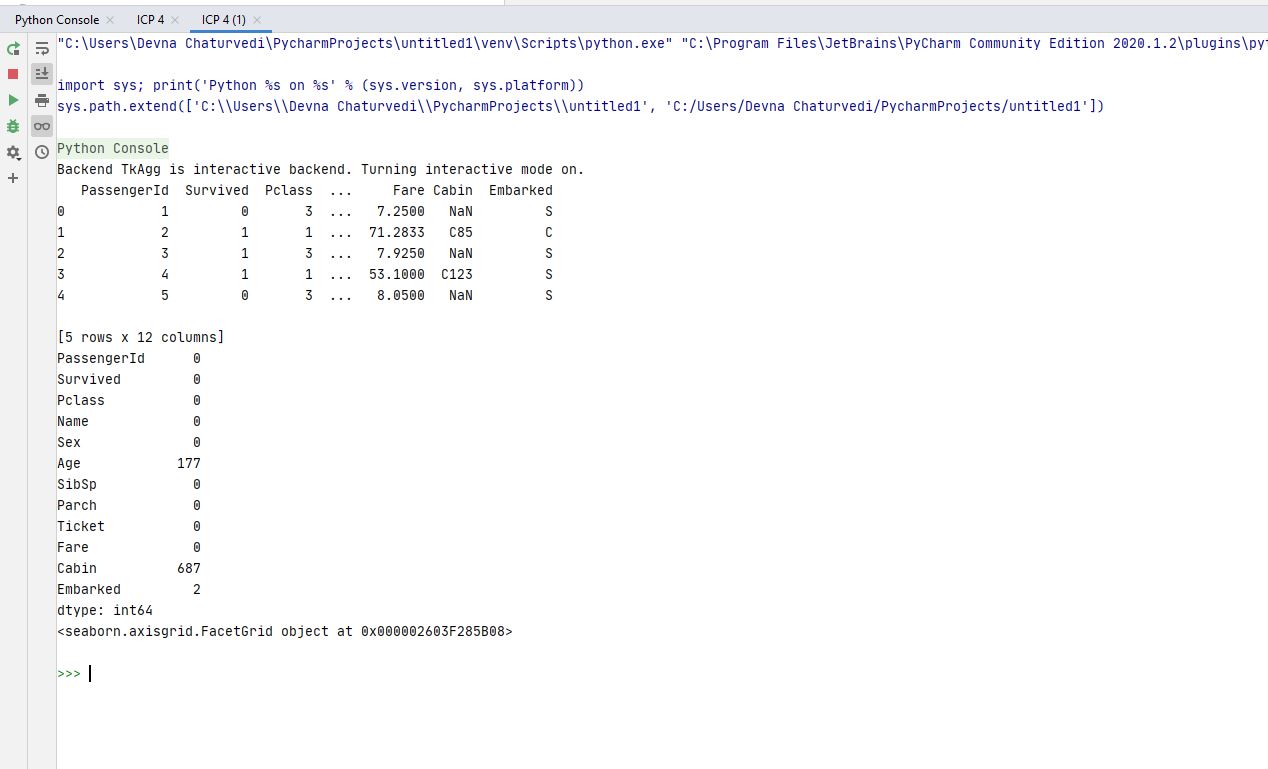 Python Console × ICP 4 × ICP 4 (1) ×
"C:\Users\Devna Chaturvedi\PycharmProjects\untitled1\venv\Scripts\python.exe" "C:\Program Files\JetBrains\PyCharm Community Edition 2020.1.2\plugins\pyt
import sys; print('Python %s on %s' % (sys.version, sys.platform))
sys.path.extend(['C:\\Users\\Devna Chaturvedi\\PycharmProjects\\untitled1', 'C:/Users/Devna Chaturvedi/PycharmProjects/untitled1'])
Python Console
Backend TkAgg is interactive backend. Turning interactive mode on.
   PassengerId  Survived  Pclass  ...     Fare Cabin  Embarked
0            1         0       3  ...   7.2500   NaN         S
1            2         1       1  ...  71.2833   C85         C
2            3         1       3  ...   7.9250   NaN         S
3            4         1       1  ...  53.1000  C123         S
4            5         0       3  ...   8.0500   NaN         S
[5 rows x 12 columns]
PassengerId      0
Survived         0
Pclass           0
Name             0
Sex              0
Age            177
SibSp            0
Parch            0
Ticket           0
Fare             0
Cabin          687
Embarked         2
dtype: int64
<seaborn.axisgrid.FacetGrid object at 0x000002603F285B08>
>>>